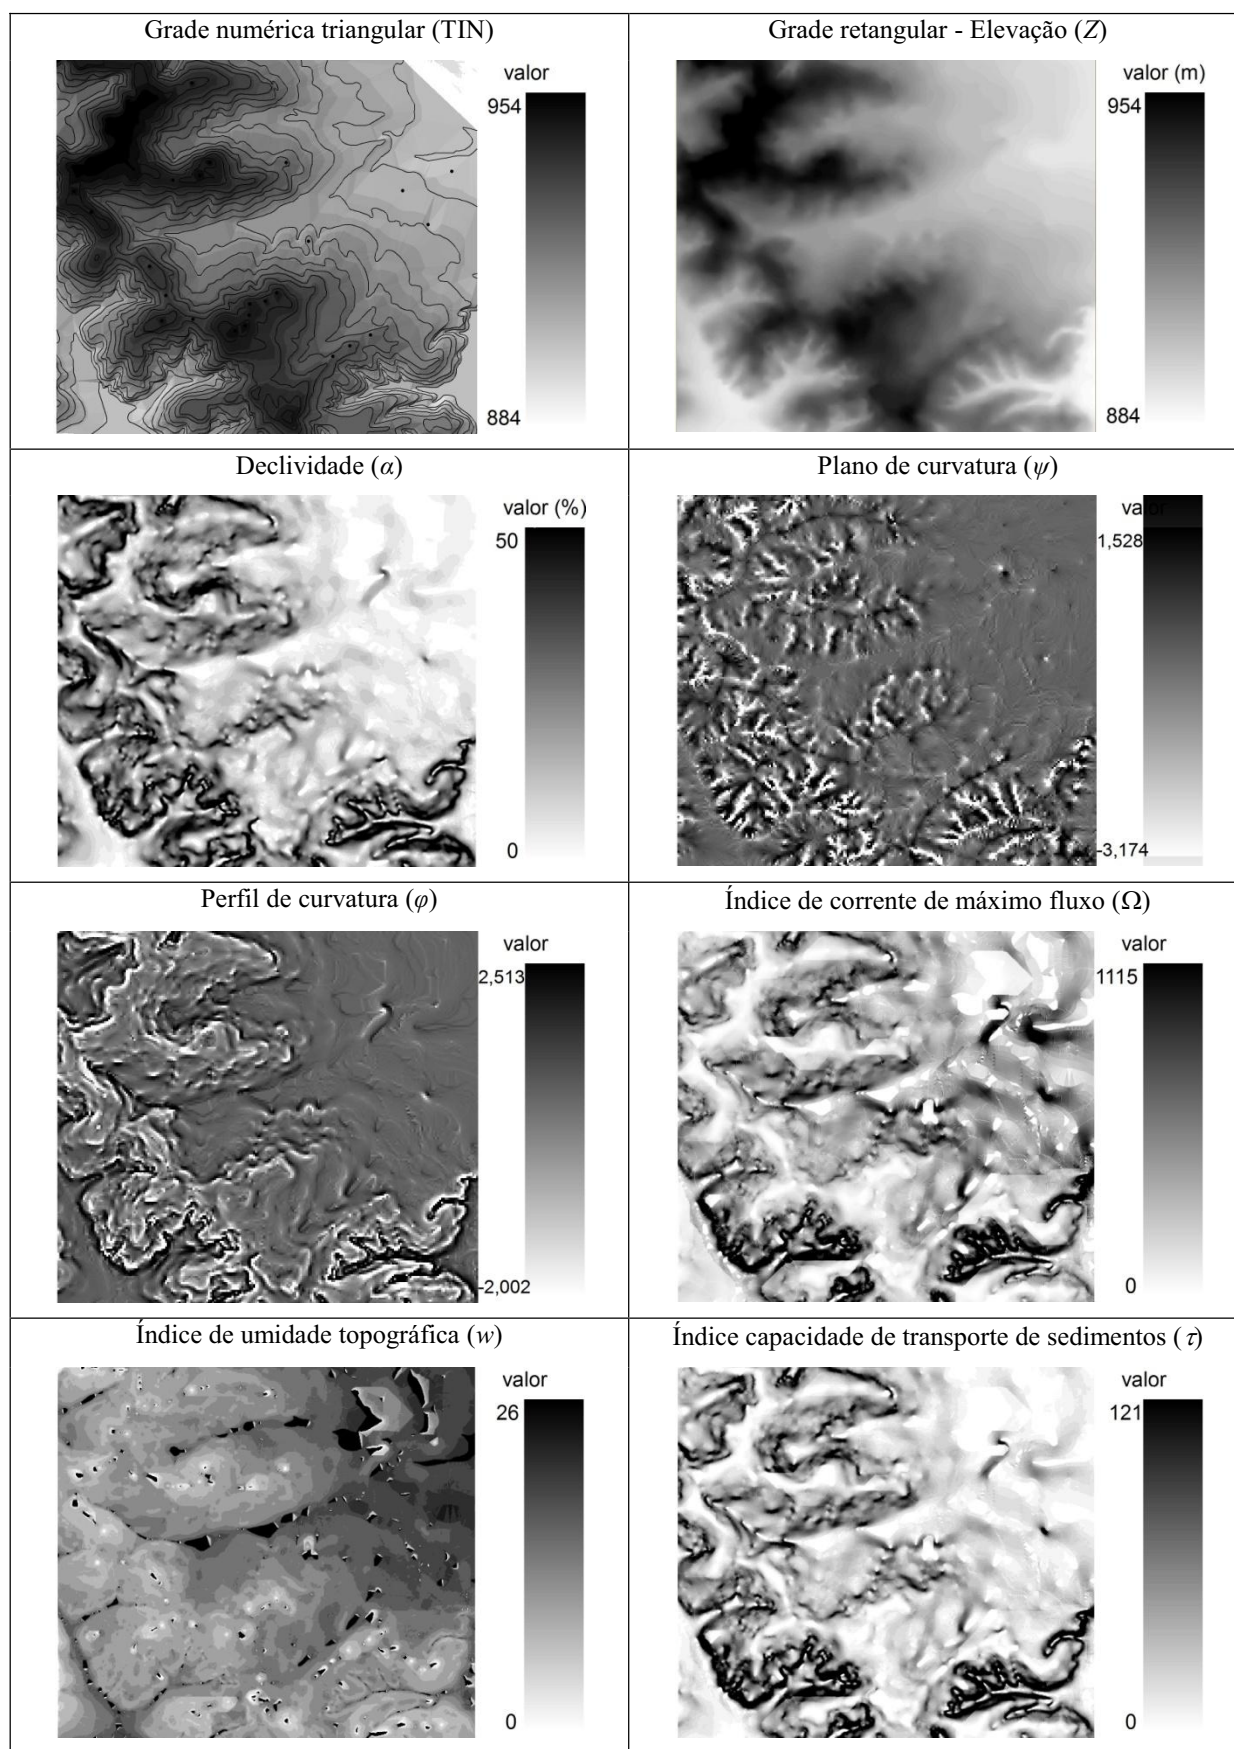 Grade numérica triangular (TIN)
valor
954
884
Grade retangular - Elevação (Z)
valor (m)
954
884
Declividade (α)
valor (%)
50
0
Plano de curvatura (ψ)
valor
1,528
-3,174
Perfil de curvatura (φ)
valor
2,513
-2,002
Índice de corrente de máximo fluxo (Ω)
valor
1115
0
Índice de umidade topográfica (w)
valor
26
0
Índice capacidade de transporte de sedimentos (τ)
valor
121
0